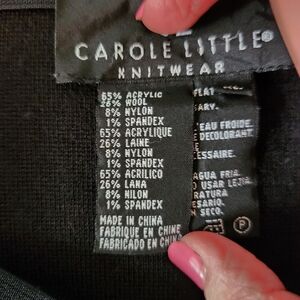 CAROLE LITTLE®
KNITWEAR
65% ACRYLIC
26% WOOL
8% NYLON
1% SPANDEX
65% ACRYLIQUE
26% LAINE
8% NYLON
1% SPANDEX
65% ACRILICO
26% LANA
8% NILON
1% SPANDEX
MADE IN CHINA
FABRIQUE EN CHINE
FABRICADO EN CHINA
FLAT
ARY.
EAU FROIDE.
DECOLORANT.
ESSAIRE.
AGUA FRIA.
USAR LEJIA.
RATURA
ESARIO.
N SECO.
P